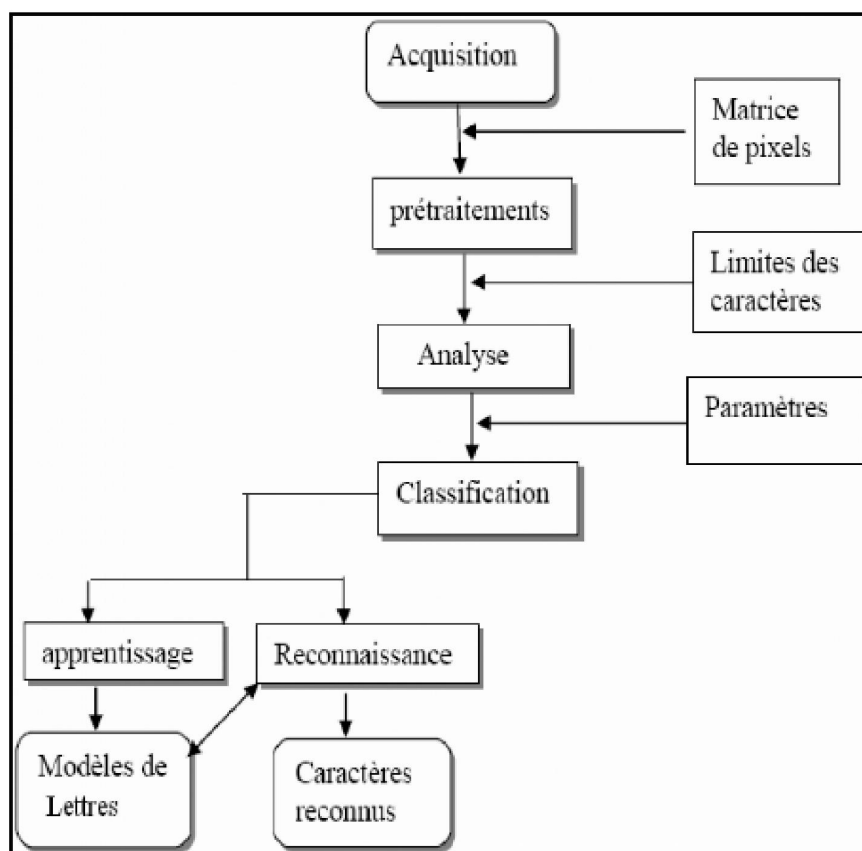 Acquisition
Matrice
de pixels
prétraitements
Limites des
caractères
Analyse
Paramètres
Classification
apprentissage
Reconnaissance
Modèles de
Lettres
Caractères
reconnus